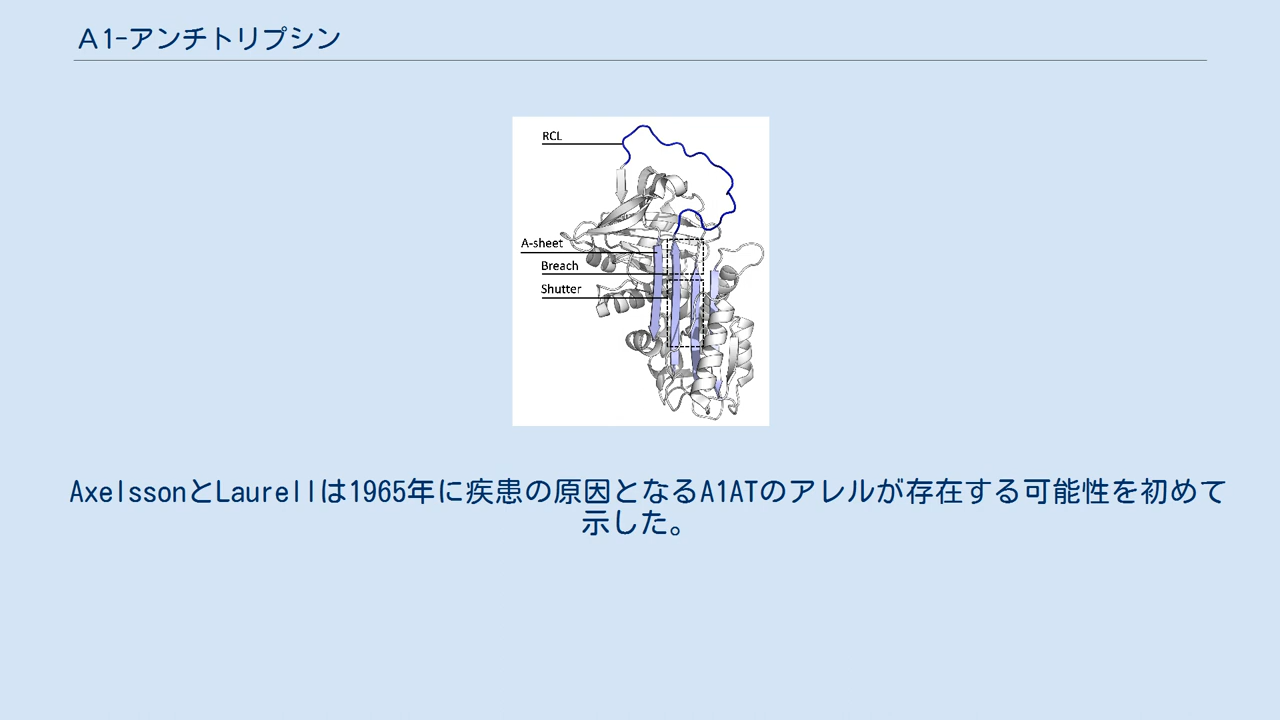 Α1-アンチトリプシン
RCL
A-sheet
Breach
Shutter
AxelssonとLaurellは1965年に疾患の原因となるA1ATのアレルが存在する可能性を初めて
示した。